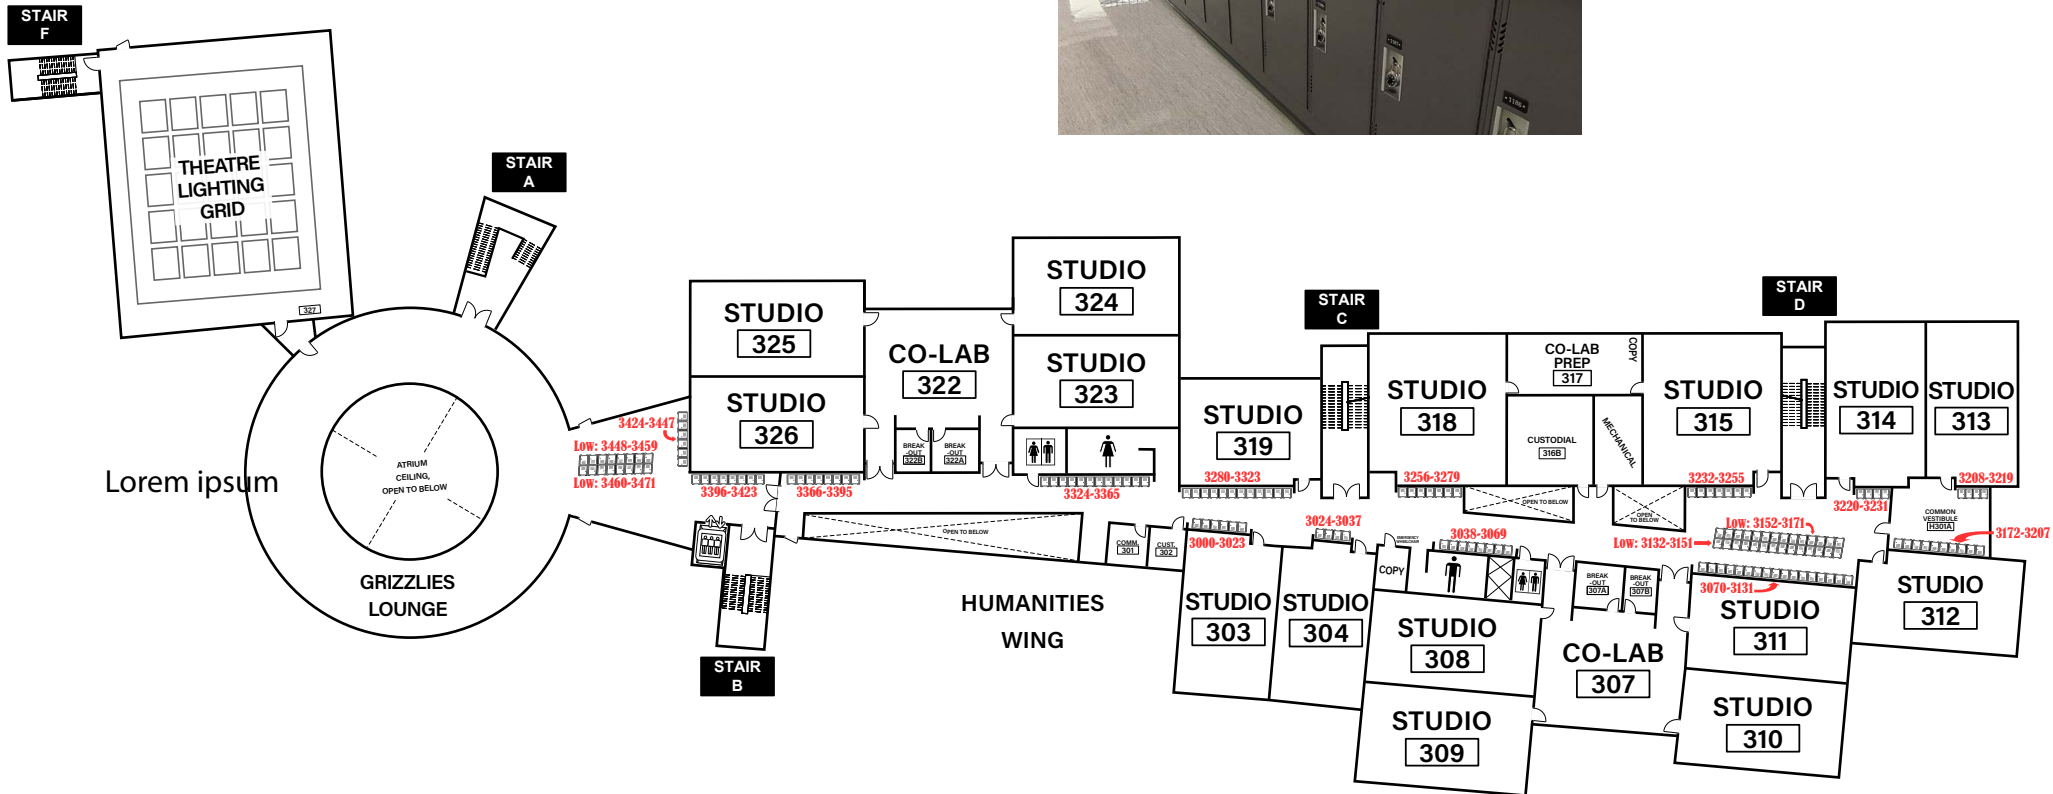 STAIR
F
THEATRE
LIGHTING
GRID
327
STAIR
A
Lorem ipsum
ATRIUM
CEILING,
OPEN TO BELOW
GRIZZLIES
LOUNGE
3424-3447
Low: 3448-3459
Low: 3460-3471
STUDIO
325
STUDIO
326
3396-3423
3366-3395
STAIR
B
CO-LAB
322
BREAK
-OUT
322B
BREAK
-OUT
322A
STUDIO
324
STUDIO
323
3324-3365
OPEN TO BELOW
COMM.
301
CUST.
302
HUMANITIES
WING
STUDIO
319
3280-3323
3000-3023
3024-3037
STUDIO
303
STUDIO
304
STAIR
C
STUDIO
318
3256-3279
CO-LAB
PREP
317
COPY
CUSTODIAL
316B
MECHANICAL
OPEN TO BELOW
OPEN
TO BELOW
STUDIO
315
3232-3255
STAIR
D
STUDIO
314
STUDIO
313
3220-3231
3208-3219
COMMON
VESTIBULE
H301A
3172-3207
Low: 3152-3171
Low: 3132-3151
3070-3131
EMERGENCY
WHEELCHAIR
COPY
3038-3069
BREAK
-OUT
307A
BREAK
-OUT
307B
STUDIO
308
STUDIO
309
CO-LAB
307
STUDIO
311
STUDIO
310
STUDIO
312